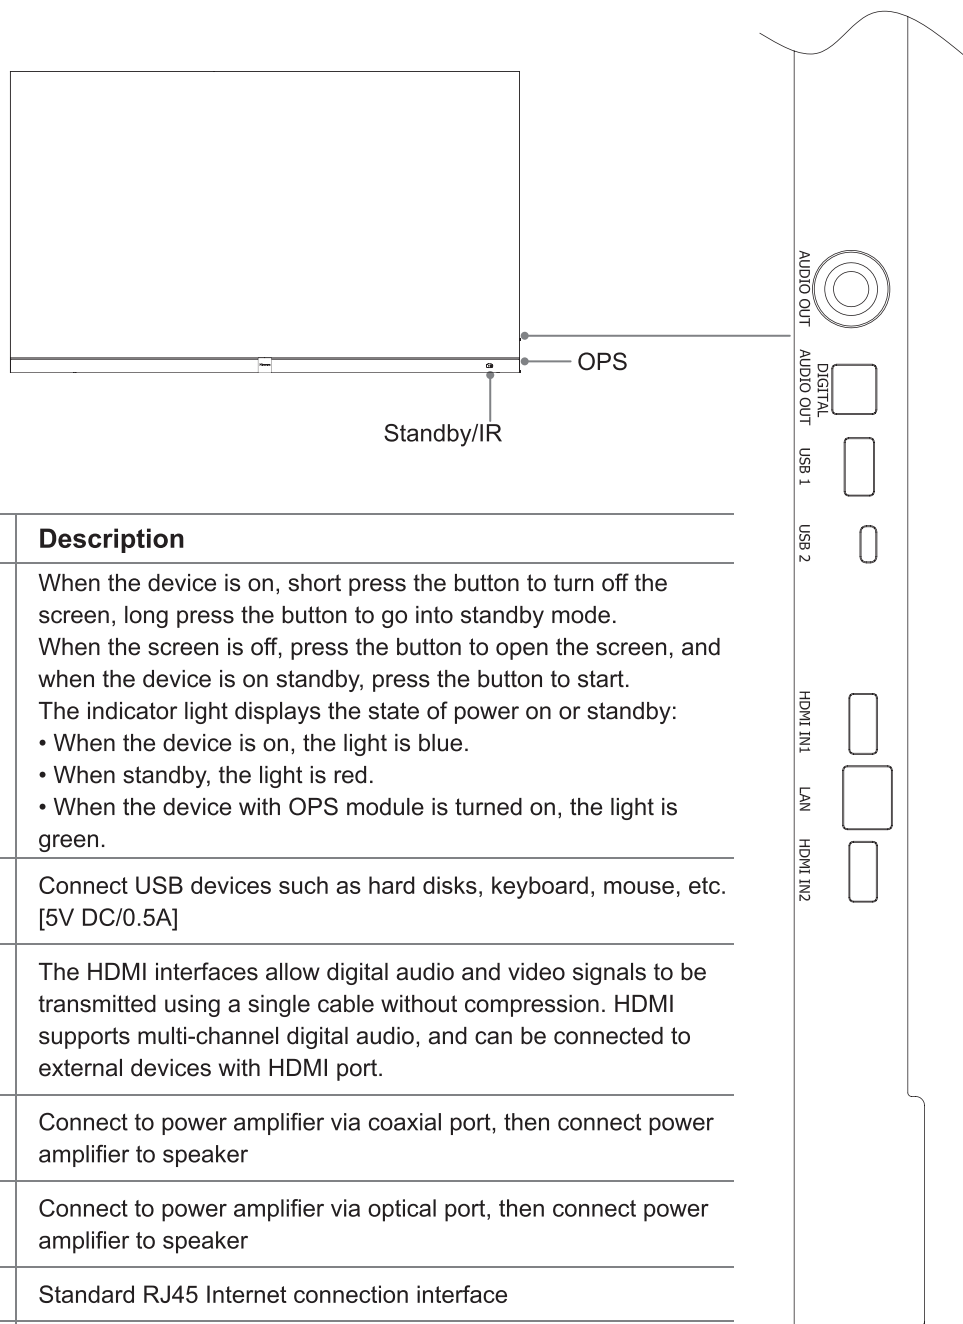 AUDIO OUT
DIGITAL
AUDIO OUT
USB 1
USB 2
HDMI IN1
LAN
HDMI IN2
OPS
Standby/IR
Description
When the device is on, short press the button to turn off the
screen, long press the button to go into standby mode.
When the screen is off, press the button to open the screen, and
when the device is on standby, press the button to start.
The indicator light displays the state of power on or standby:
• When the device is on, the light is blue.
• When standby, the light is red.
• When the device with OPS module is turned on, the light is
green.
Connect USB devices such as hard disks, keyboard, mouse, etc.
[5V DC/0.5A]
The HDMI interfaces allow digital audio and video signals to be
transmitted using a single cable without compression. HDMI
supports multi-channel digital audio, and can be connected to
external devices with HDMI port.
Connect to power amplifier via coaxial port, then connect power
amplifier to speaker
Connect to power amplifier via optical port, then connect power
amplifier to speaker
Standard RJ45 Internet connection interface